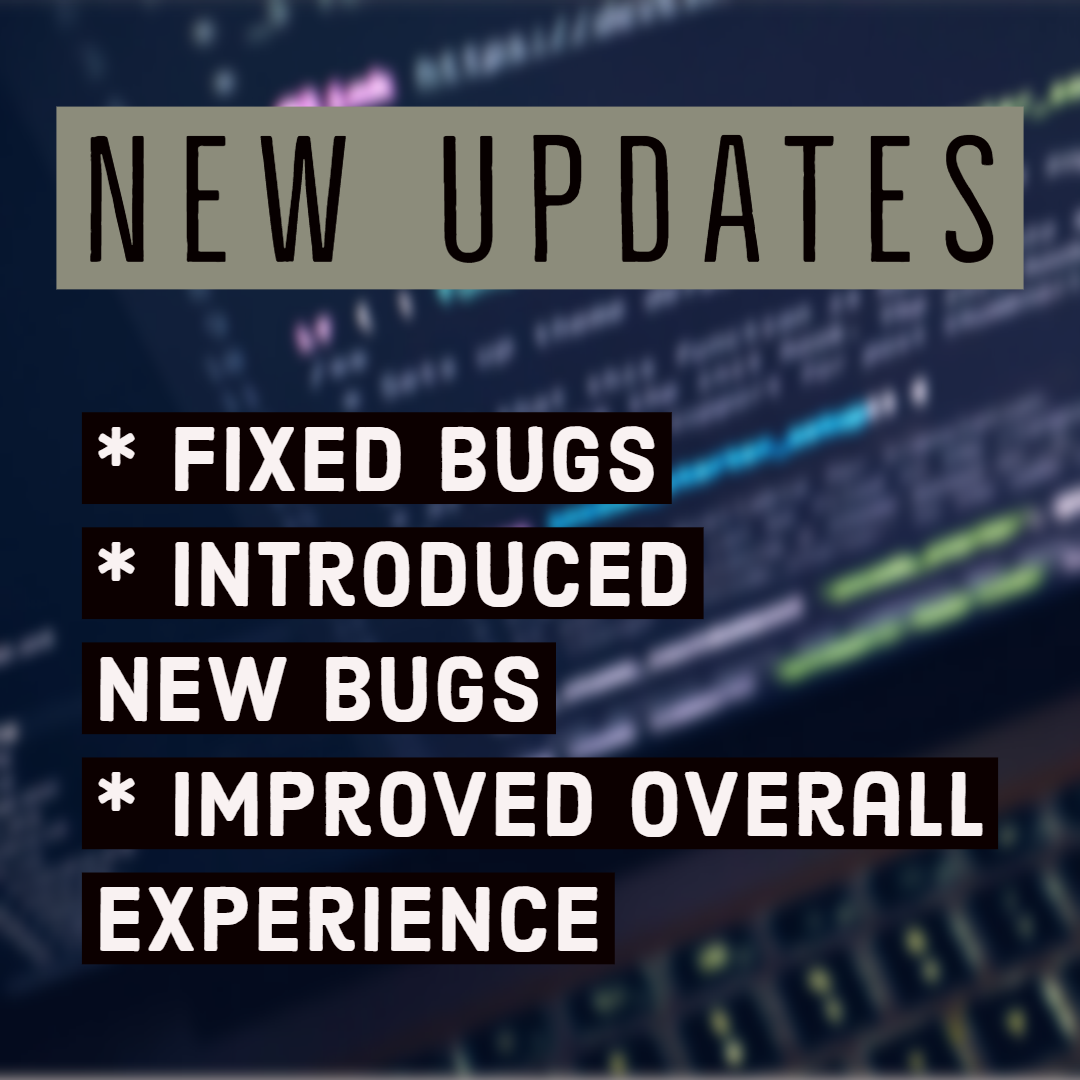 NEW UPDATES
* FIXED BUGS
* INTRODUCED
NEW BUGS
* IMPROVED OVERALL
EXPERIENCE